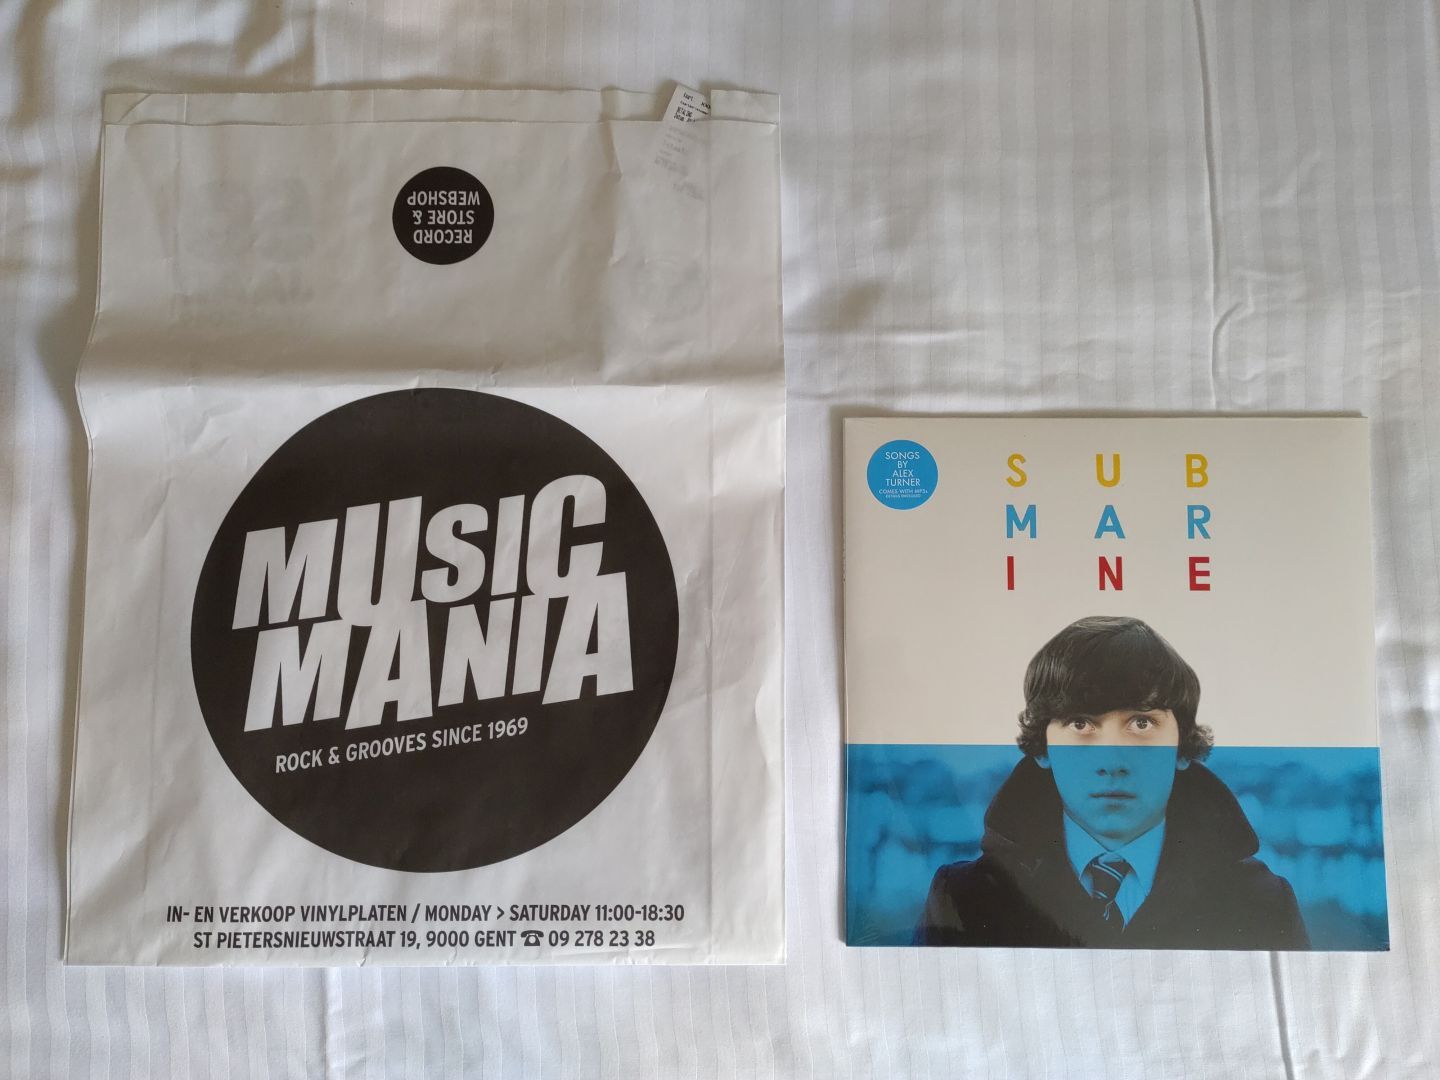 RECORD
STORE &
WEBSHOP
MUSIC
MANIA
ROCK & GROOVES SINCE 1969
IN- EN VERKOOP VINYLPLATEN / MONDAY > SATURDAY 11:00-18:30
ST PIETERSNIEUWSTRAAT 19, 9000 GENT ☎ 09 278 23 38
SONGS
BY
ALEX
TURNER
COMES WITH MP3s
SUB
MAR
INE